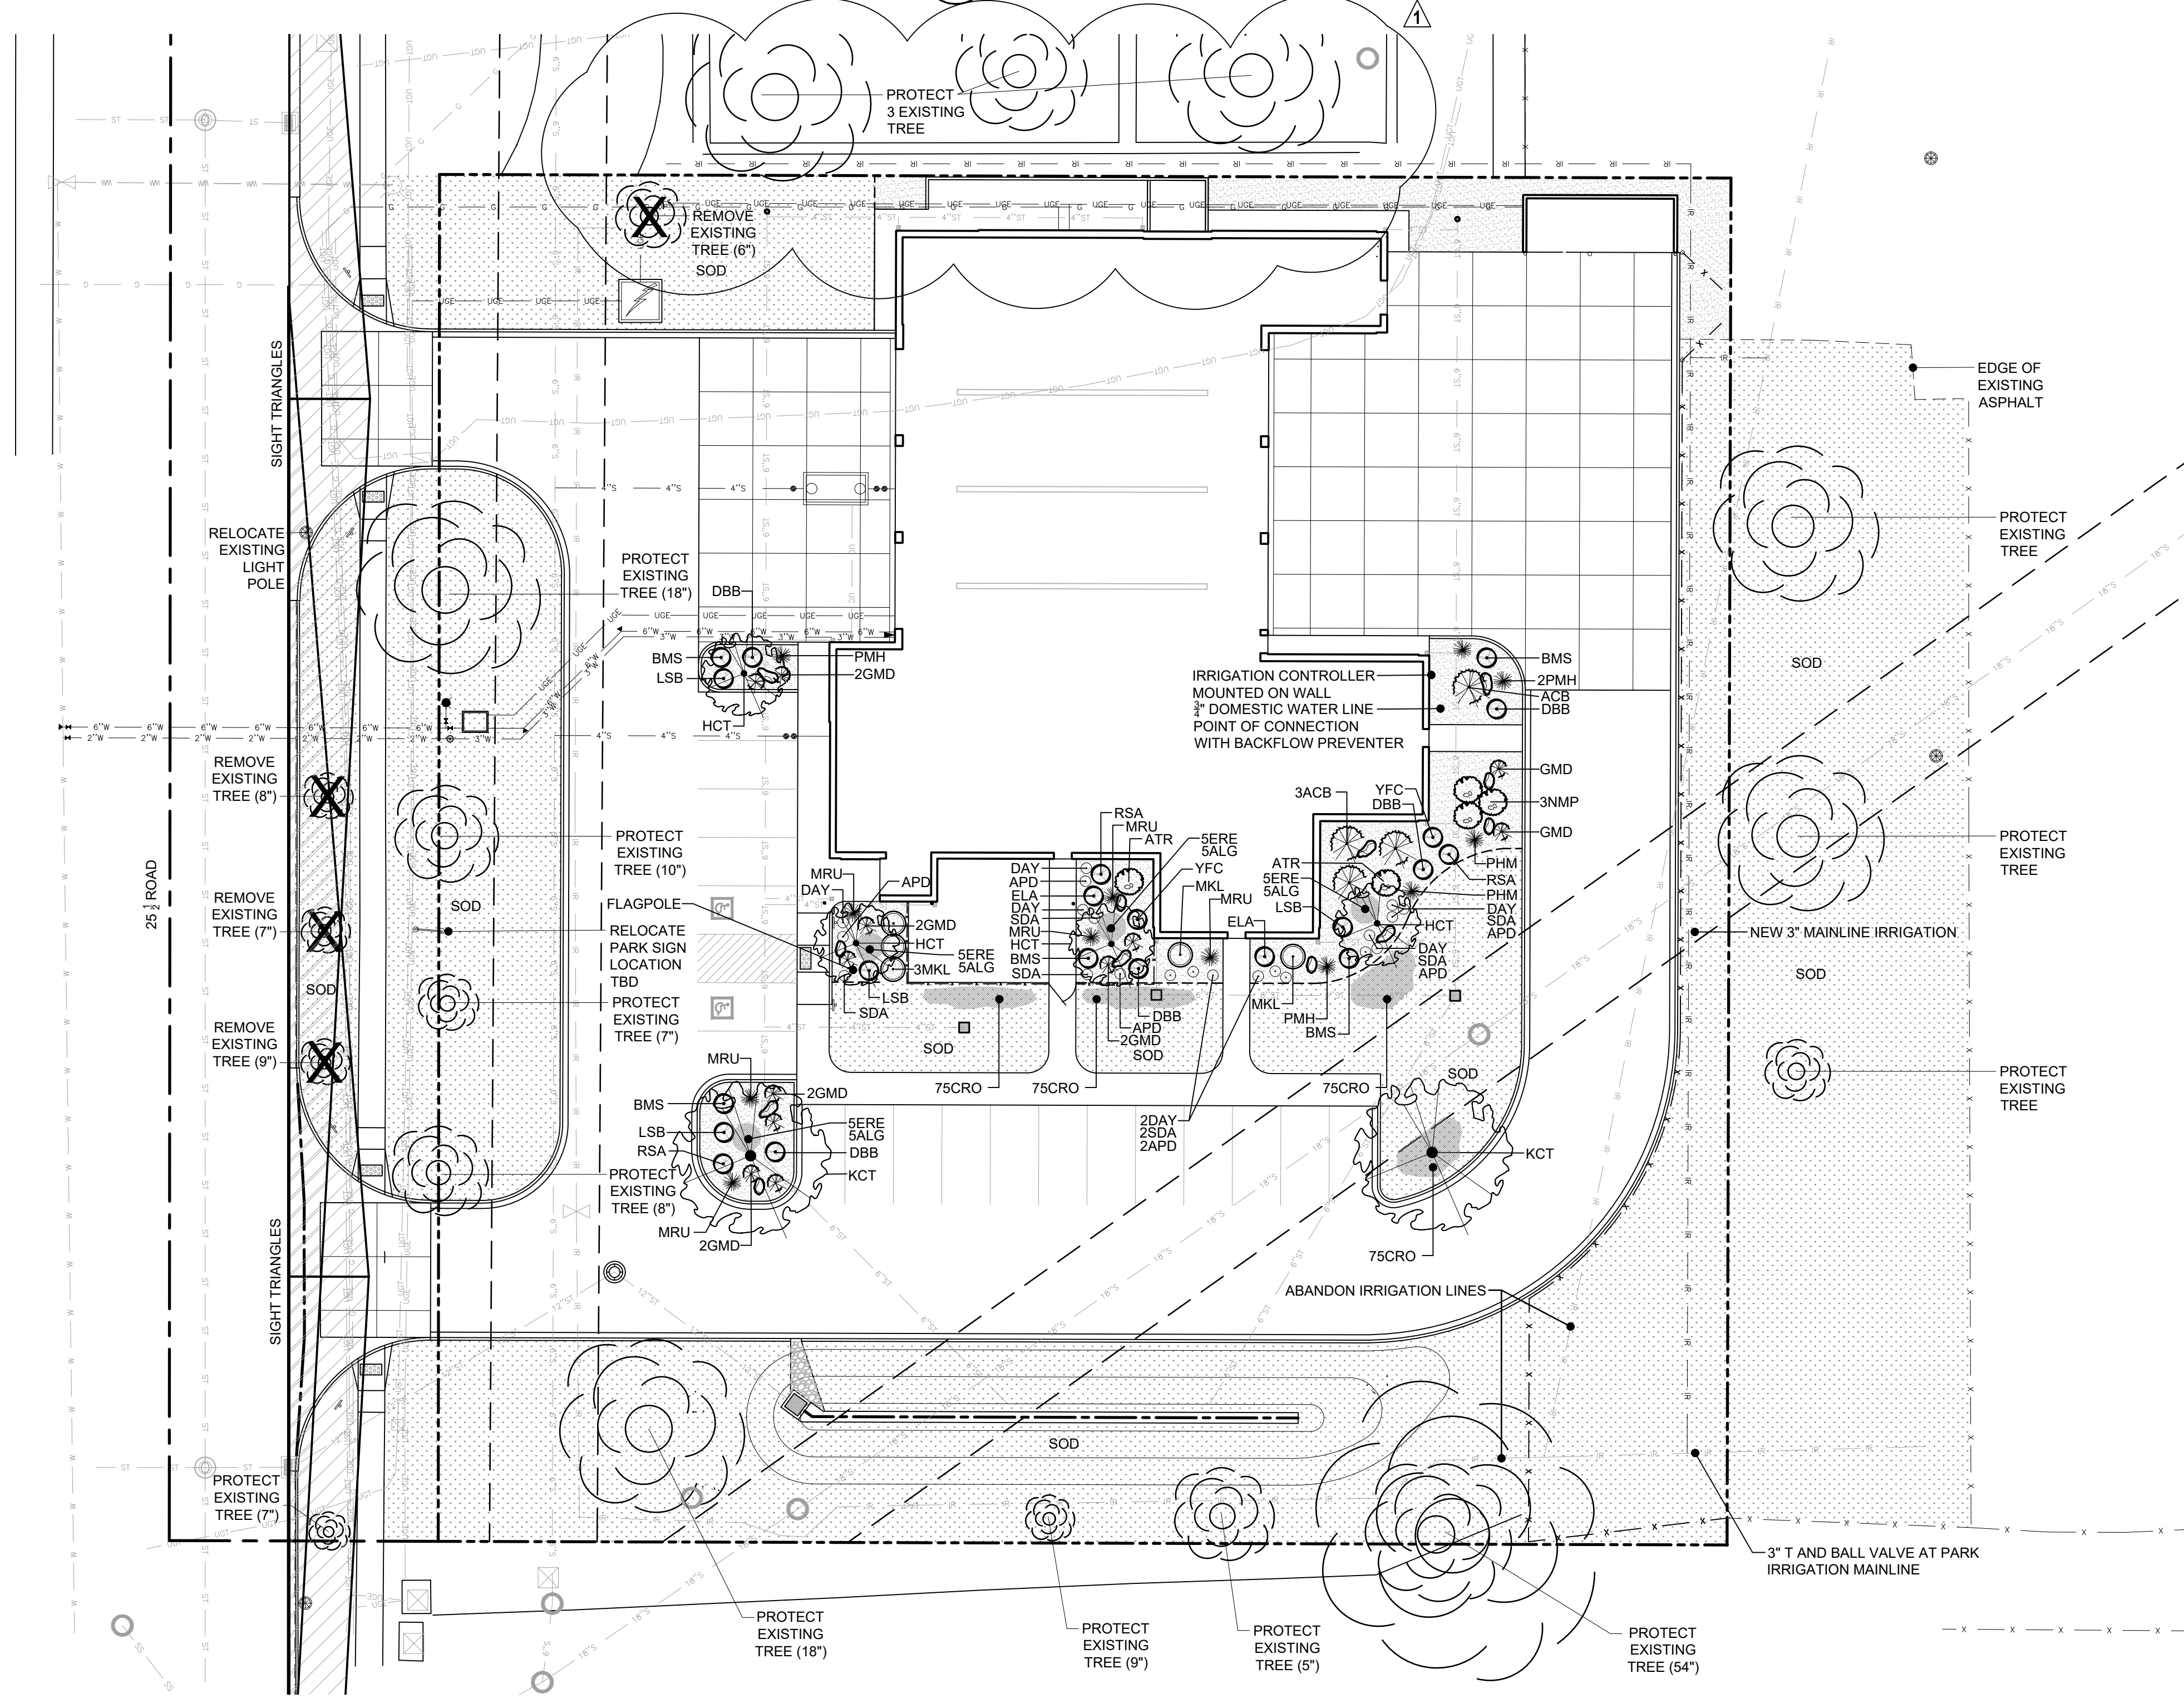 1
PROTECT
3 EXISTING
TREE
REMOVE
EXISTING
TREE (6")
SOD
SIGHT TRIANGLES
EDGE OF
EXISTING
ASPHALT
RELOCATE
EXISTING
LIGHT
POLE
PROTECT
EXISTING
TREE (18")
DBB
BMS
LSB
PMH
2GMD
HCT
PROTECT
EXISTING
TREE
SOD
IRRIGATION CONTROLLER
MOUNTED ON WALL
3/4" DOMESTIC WATER LINE
POINT OF CONNECTION
WITH BACKFLOW PREVENTER
BMS
2PMH
ACB
DBB
GMD
3NMP
GMD
PHM
RSA
PHM
DAY
SDA
APD
3ACB
YFC
DBB
ATR
5ERE
5ALG
LSB
HCT
DAY
SDA
APD
ELA
MKL
PMH
BMS
REMOVE
EXISTING
TREE (8")
PROTECT
EXISTING
TREE (10")
SOD
25 1/2 ROAD
REMOVE
EXISTING
TREE (7")
FLAGPOLE
RELOCATE
PARK SIGN
LOCATION
TBD
PROTECT
EXISTING
TREE (7")
SOD
REMOVE
EXISTING
TREE (9")
MRU
DAY
APD
2GMD
HCT
5ERE
5ALG
3MKL
LSB
SDA
RSA
MRU
ATR
5ERE
5ALG
YFC
MKL
MRU
DAY
APD
ELA
DAY
SDA
MRU
HCT
BMS
SDA
DBB
APD
2GMD
SOD
SOD
SOD
75CRO
75CRO
75CRO
2DAY
2SDA
2APD
MRU
2GMD
BMS
LSB
RSA
5ERE
5ALG
DBB
KCT
MRU
2GMD
PROTECT
EXISTING
TREE (8")
KCT
75CRO
PROTECT
EXISTING
TREE
NEW 3" MAINLINE IRRIGATION
SOD
PROTECT
EXISTING
TREE
SIGHT TRIANGLES
ABANDON IRRIGATION LINES
SOD
PROTECT
EXISTING
TREE (7")
PROTECT
EXISTING
TREE (18")
PROTECT
EXISTING
TREE (9")
PROTECT
EXISTING
TREE (5")
PROTECT
EXISTING
TREE (54")
3" T AND BALL VALVE AT PARK
IRRIGATION MAINLINE